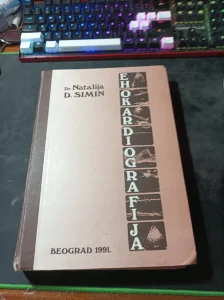 Dr Natalija
D. SIMIN
EHOKARDIOGRAFIJA
BEOGRAD 1991.